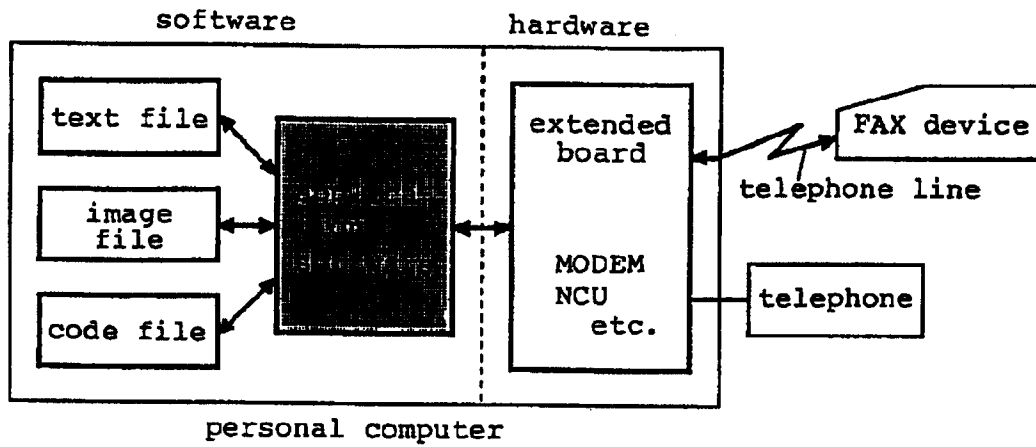 software
hardware
text file
image
file
code file
extended
board
MODEM
NCU
etc.
FAX device
telephone line
telephone
personal computer